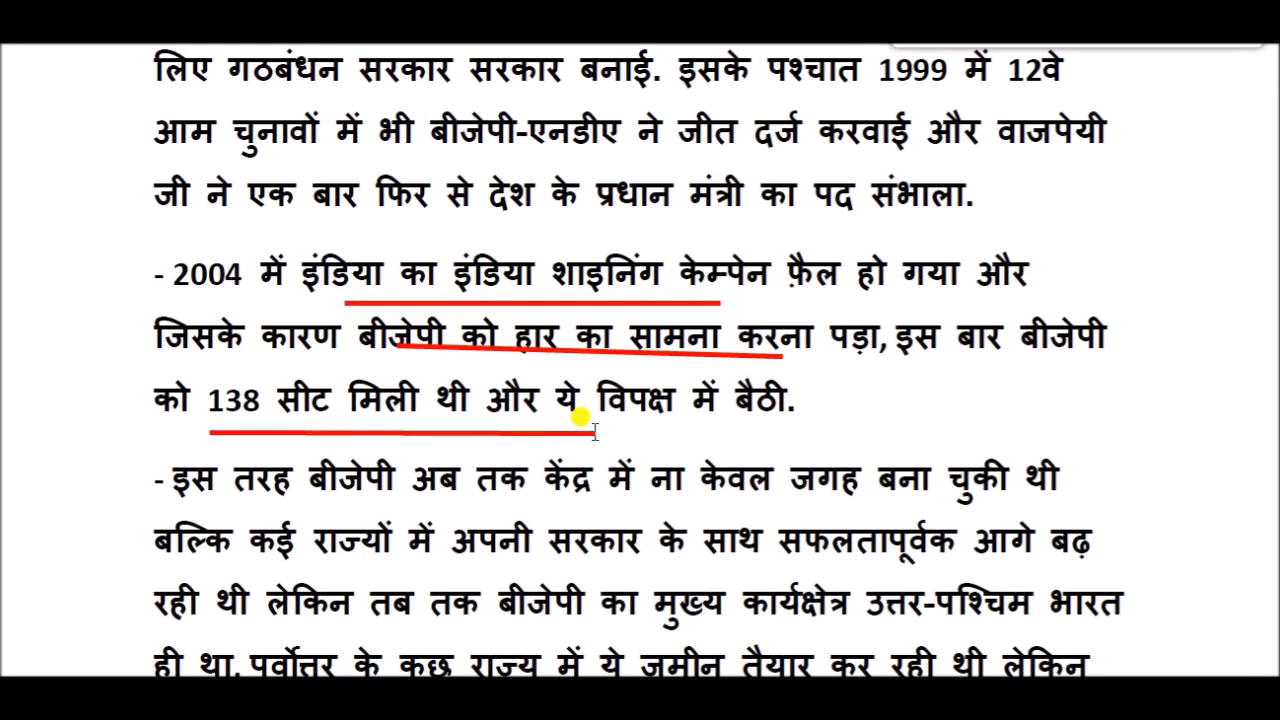 लिए गठबंधन सरकार सरकार बनाई. इसके पश्चात 1999 में 12वे
आम चुनावों में भी बीजेपी-एनडीए ने जीत दर्ज करवाई और वाजपेयी
जी ने एक बार फिर से देश के प्रधान मंत्री का पद संभाला.
- 2004 में इंडिया का इंडिया शाइनिंग केम्पेन फ़ैल हो गया और
जिसके कारण बीजेपी को हार का सामना करना पड़ा, इस बार बीजेपी
को 138 सीट मिली थी और ये विपक्ष में बैठी.
- इस तरह बीजेपी अब तक केंद्र में ना केवल जगह बना चुकी थी
बल्कि कई राज्यों में अपनी सरकार के साथ सफलतापूर्वक आगे बढ़
रही थी लेकिन तब तक बीजेपी का मुख्य कार्यक्षेत्र उत्तर-पश्चिम भारत
ही था, पूर्वोत्तर के कुछ राज्य में ये जमीन तैयार कर रही थी लेकिन